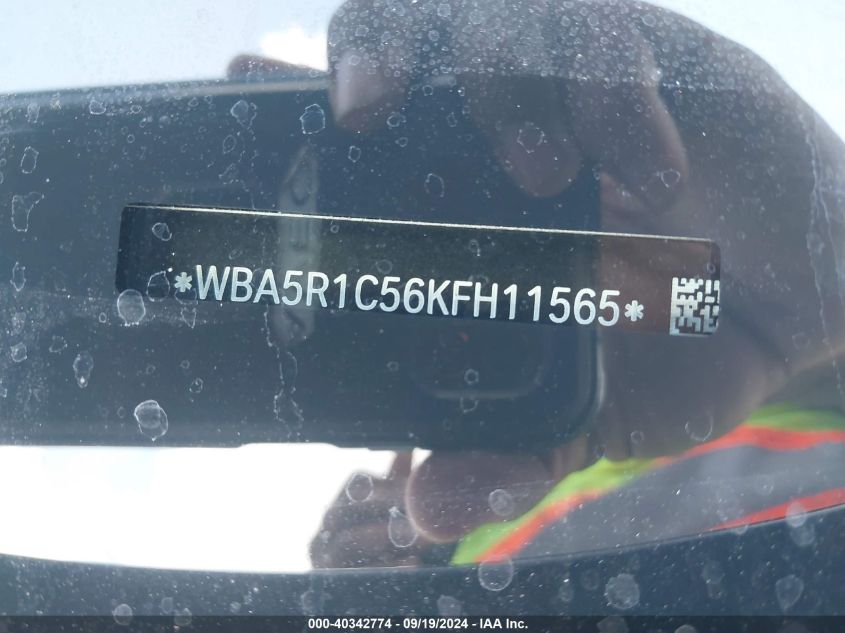 *WBA5R1C56KFH11565*
000-40342774 - 09/19/2024 - IAA Inc.